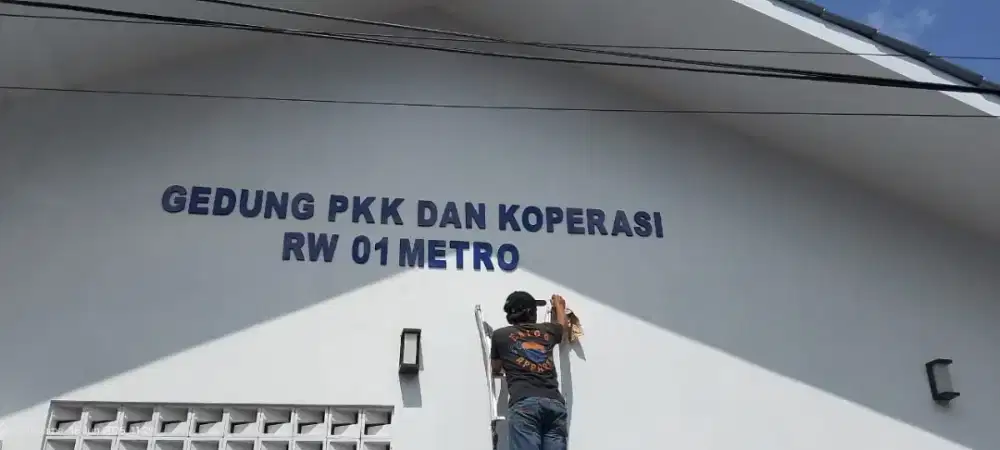 GEDUNG PKK DAN KOPERASI
RW 01 METRO